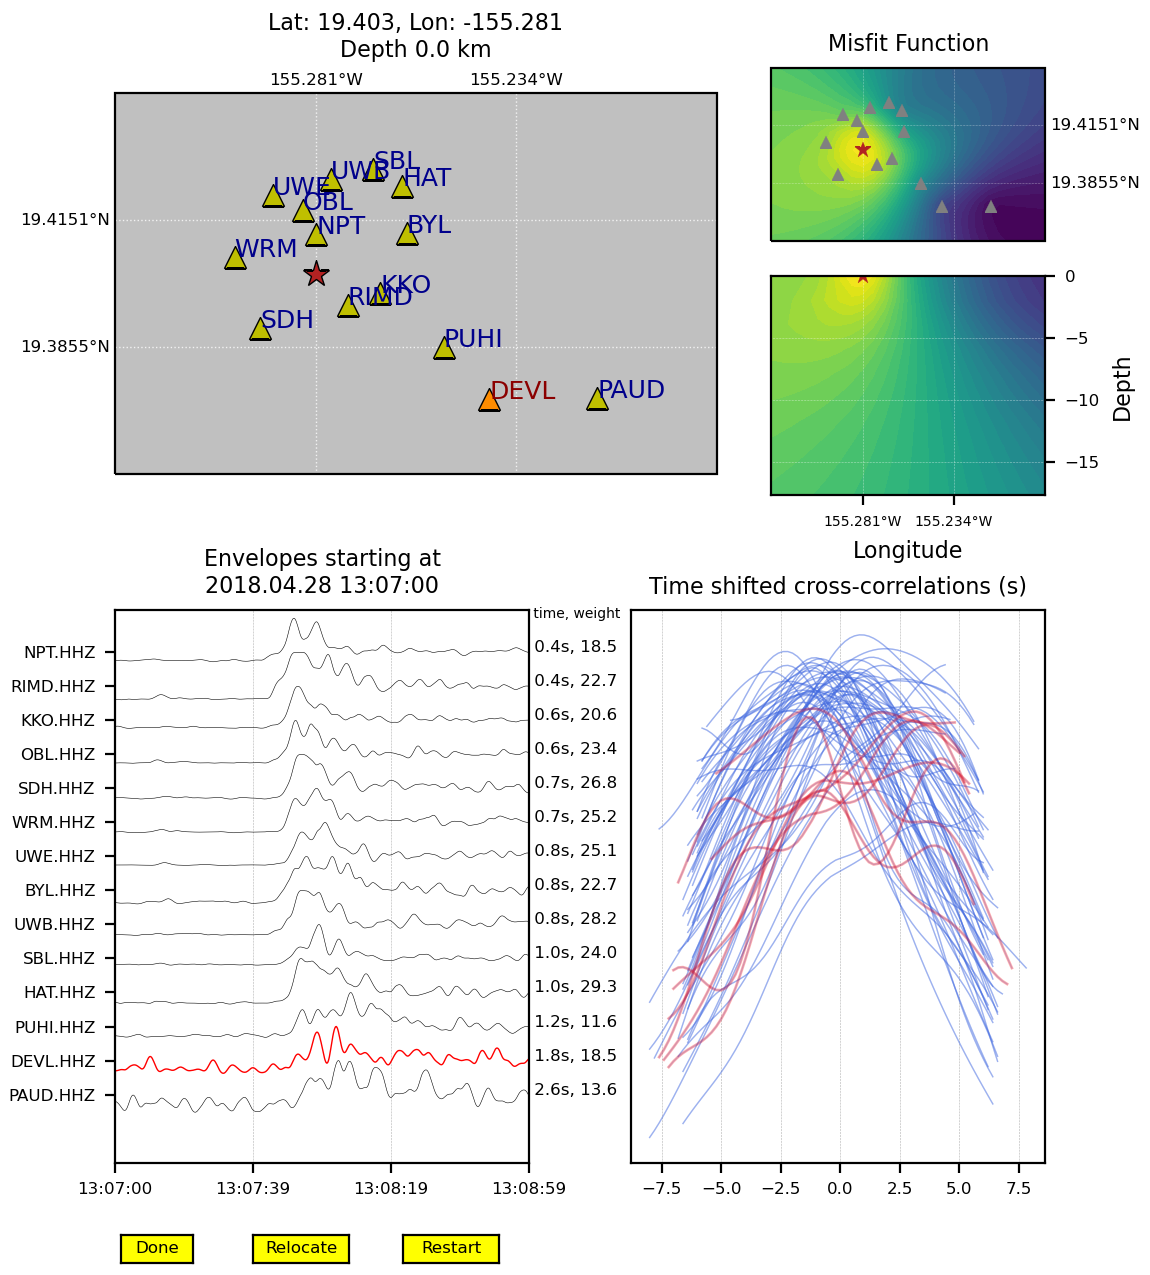 Lat: 19.403, Lon: -155.281
Depth 0.0 km
155.281°W 155.234°W
19.4151°N
19.3855°N
UWE
UWB
SBL
HAT
OBL
NPT
BYL
WRM
KKO
RIMD
SDH
PUHI
DEVL
PAUD
Misfit Function
19.4151°N
19.3855°N
0
−5
−10
−15
Depth
155.281°W 155.234°W
Longitude
Envelopes starting at
2018.04.28 13:07:00
time, weight
NPT.HHZ 0.4s, 18.5
RIMD.HHZ 0.4s, 22.7
KKO.HHZ 0.6s, 20.6
OBL.HHZ 0.6s, 23.4
SDH.HHZ 0.7s, 26.8
WRM.HHZ 0.7s, 25.2
UWE.HHZ 0.8s, 25.1
BYL.HHZ 0.8s, 22.7
UWB.HHZ 0.8s, 28.2
SBL.HHZ 1.0s, 24.0
HAT.HHZ 1.0s, 29.3
PUHI.HHZ 1.2s, 11.6
DEVL.HHZ 1.8s, 18.5
PAUD.HHZ 2.6s, 13.6
13:07:00 13:07:39 13:08:19 13:08:59
Time shifted cross-correlations (s)
−7.5 −5.0 −2.5 0.0 2.5 5.0 7.5
Done Relocate Restart